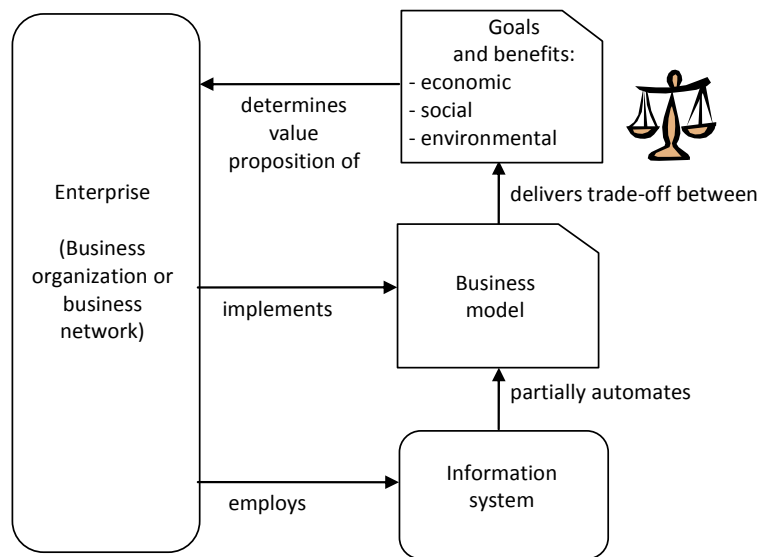 Goals
and benefits:
- economic
- social
- environmental
determines
value
proposition of
Enterprise
(Business
organization or
business
network)
delivers trade-off between
implements
Business
model
partially automates
employs
Information
system